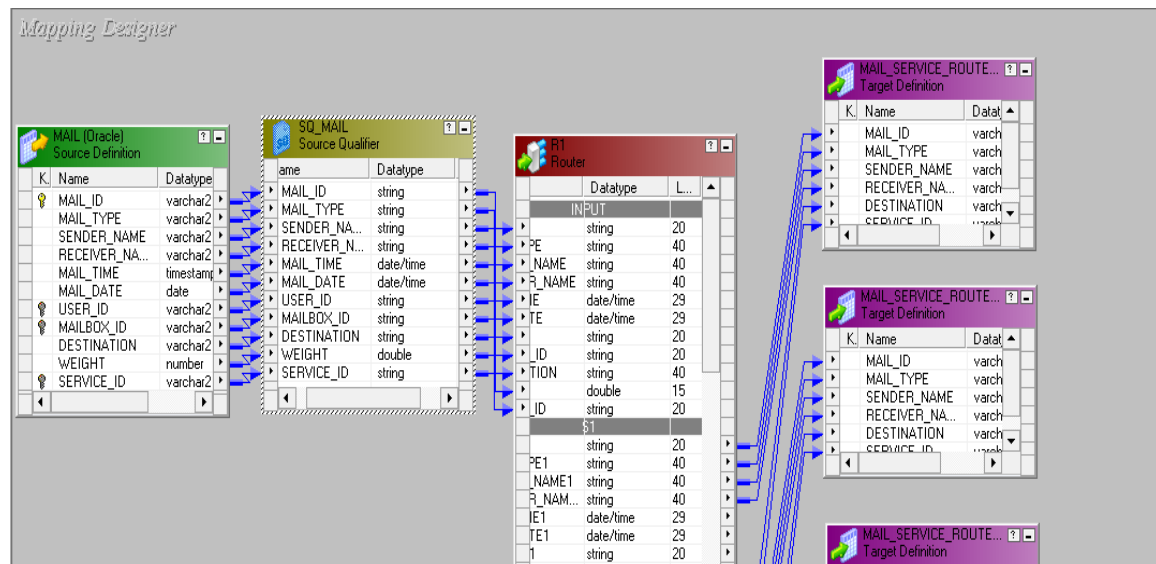 Mapping Designer
MAIL (Oracle)
Source Definition
K. Name Datatype
MAIL_ID varchar2
MAIL_TYPE varchar2
SENDER_NAME varchar2
RECEIVER_NA... varchar2
MAIL_TIME timestamp
MAIL_DATE date
USER_ID varchar2
MAILBOX_ID varchar2
DESTINATION varchar2
WEIGHT number
SERVICE_ID varchar2
SQ_MAIL
Source Qualifier
ame Datatype
MAIL_ID string
MAIL_TYPE string
SENDER_NA... string
RECEIVER_N... string
MAIL_TIME date/time
MAIL_DATE date/time
USER_ID string
MAILBOX_ID string
DESTINATION string
WEIGHT double
SERVICE_ID string
R1
Router
Datatype L...
INPUT
string 20
PE string 40
_NAME string 40
R_NAME string 40
IE date/time 29
TE date/time 29
string 20
_ID string 20
TION string 40
double 15
_ID string 20
S1
string 20
PE1 string 40
_NAME1 string 40
R_NAM... string 40
IE1 date/time 29
TE1 date/time 29
1 string 20
MAIL_SERVICE_ROUTE...
Target Definition
K. Name Datat
MAIL_ID varch
MAIL_TYPE varch
SENDER_NAME varch
RECEIVER_NA... varch
DESTINATION varch
SERVICE_ID varch
MAIL_SERVICE_ROUTE...
Target Definition
K. Name Datat
MAIL_ID varch
MAIL_TYPE varch
SENDER_NAME varch
RECEIVER_NA... varch
DESTINATION varch
SERVICE_ID varch
MAIL_SERVICE_ROUTE...
Target Definition